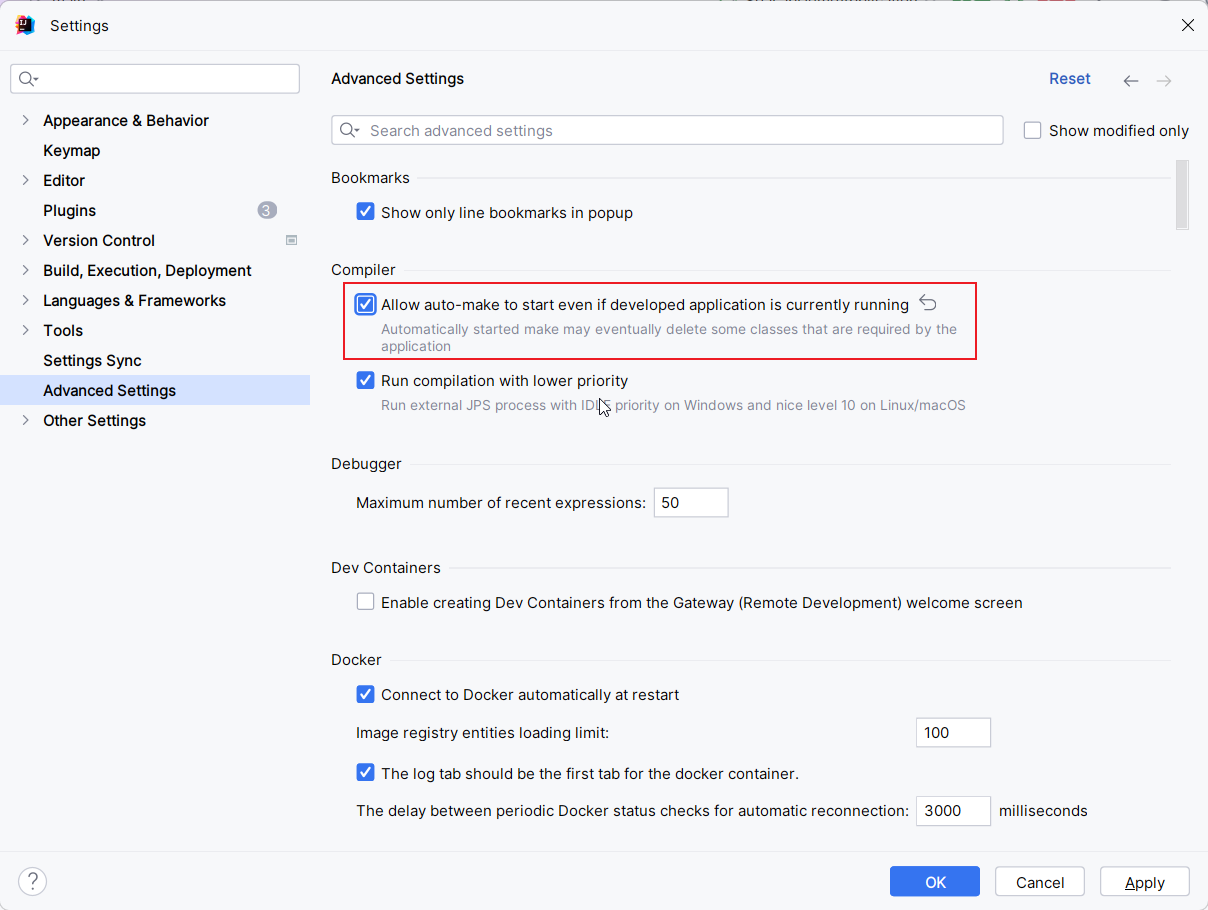 Settings
Advanced Settings
Reset
Search advanced settings
Show modified only
Appearance & Behavior
Keymap
Editor
Plugins
3
Version Control
Build, Execution, Deployment
Languages & Frameworks
Tools
Settings Sync
Advanced Settings
Other Settings
Bookmarks
Show only line bookmarks in popup
Compiler
Allow auto-make to start even if developed application is currently running
Automatically started make may eventually delete some classes that are required by the
application
Run compilation with lower priority
Run external JPS process with IDLE priority on Windows and nice level 10 on Linux/macOS
Debugger
Maximum number of recent expressions: 50
Dev Containers
Enable creating Dev Containers from the Gateway (Remote Development) welcome screen
Docker
Connect to Docker automatically at restart
Image registry entities loading limit: 100
The log tab should be the first tab for the docker container.
The delay between periodic Docker status checks for automatic reconnection: 3000 milliseconds
?
OK
Cancel
Apply